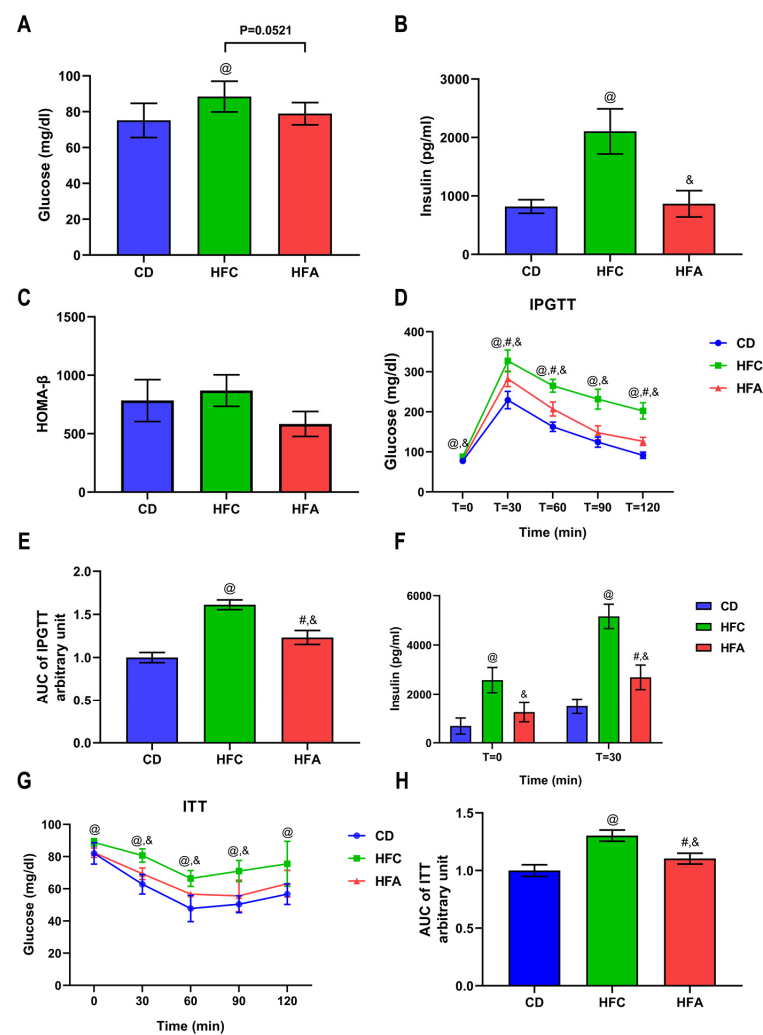 A
P=0.0521
@
100
80
60
40
20
0
Glucose (mg/dl)
CD
HFC
HFA
B
3000
2000
1000
0
Insulin (pg/ml)
@
&
CD
HFC
HFA
C
1500
1000
500
0
HOMA-β
CD
HFC
HFA
D
IPGTT
400
300
200
100
0
Glucose (mg/dl)
@,&
@,#,&
@,#,&
@,&
@,#,&
T=0
T=30
T=60
T=90
T=120
Time (min)
CD
HFC
HFA
E
2.0
1.5
1.0
0.5
0.0
AUC of IPGTT
arbitrary unit
@
#,&
CD
HFC
HFA
F
6000
4000
2000
0
Insulin (pg/ml)
@
&
@
#,&
T=0
T=30
Time (min)
CD
HFC
HFA
G
ITT
100
80
60
40
20
0
Glucose (mg/dl)
@
@,&
@,&
@,&
@
0
30
60
90
120
Time (min)
CD
HFC
HFA
H
1.5
1.0
0.5
0.0
AUC of ITT
arbitrary unit
@
#,&
CD
HFC
HFA